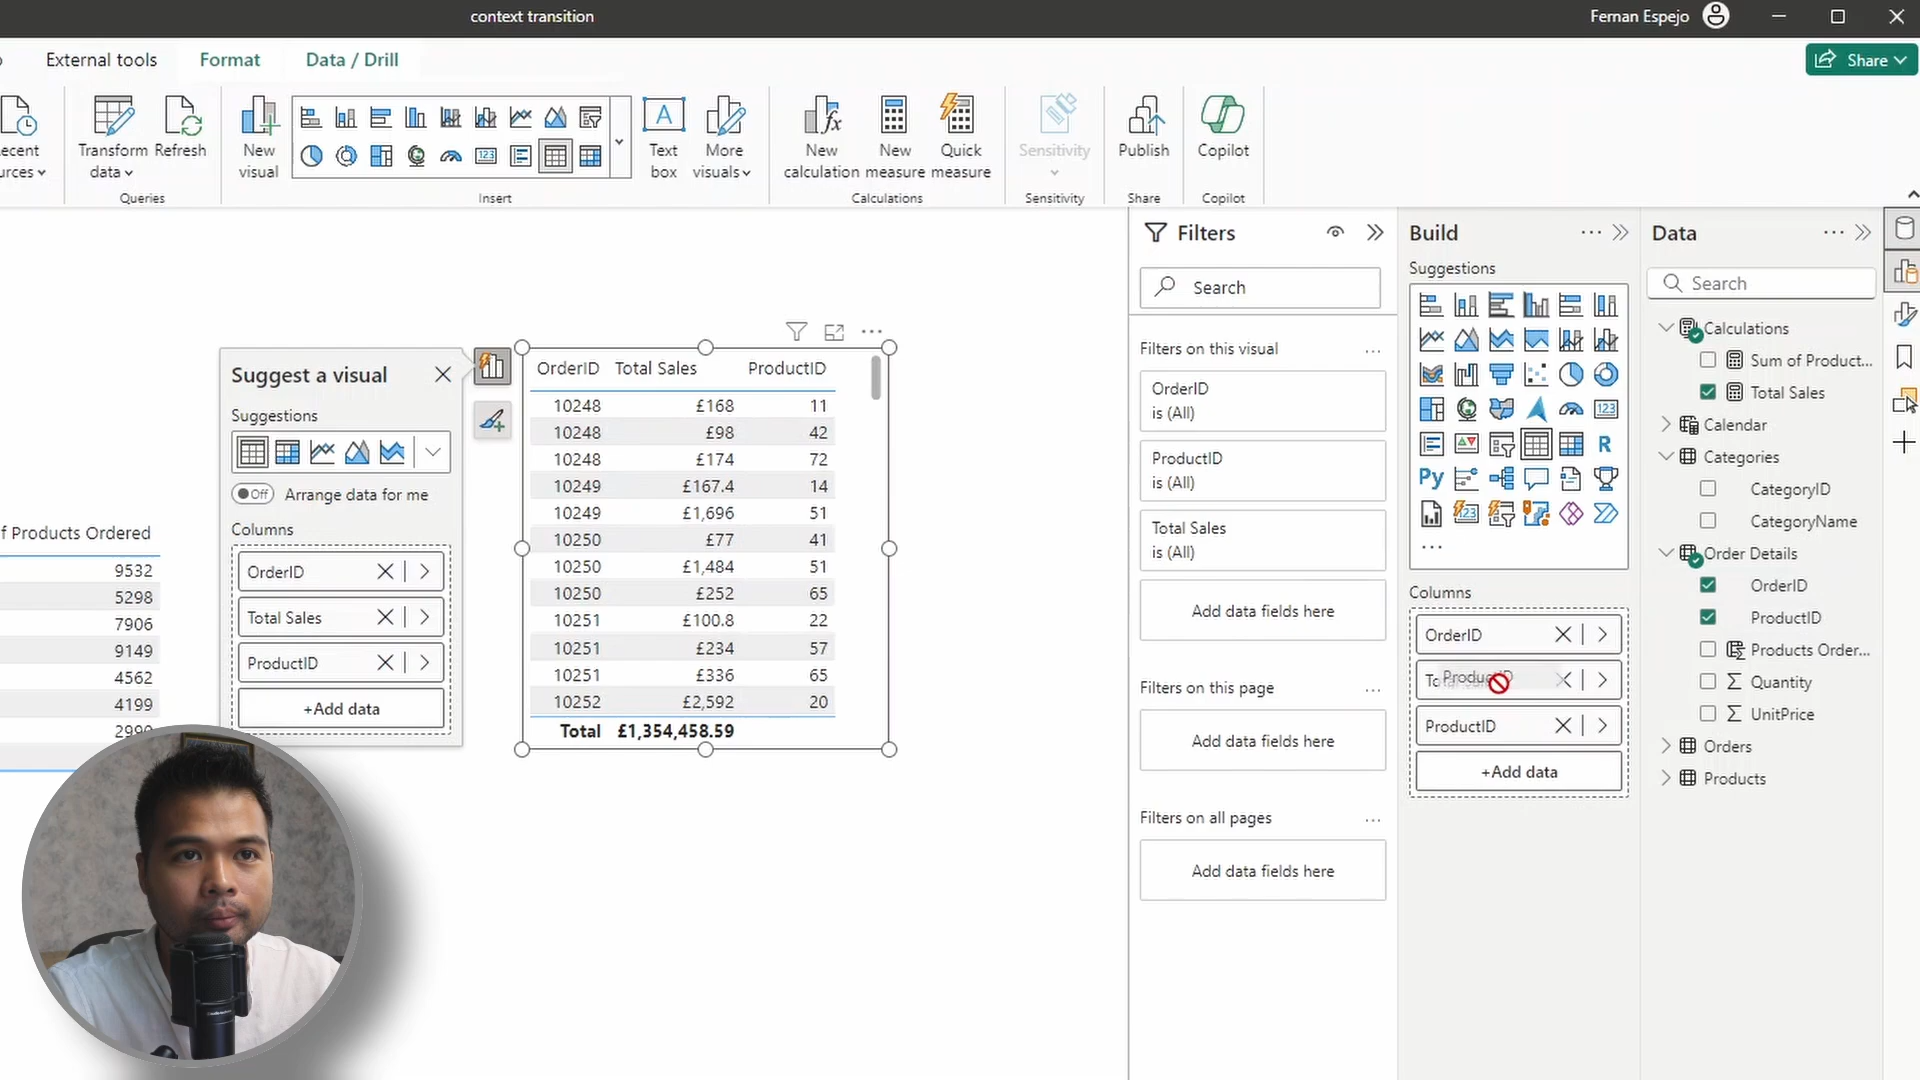 context transition
Fernan Espejo
External tools
Format
Data / Drill
Share
ecent
urces
Transform
data
Refresh
Queries
New
visual
Insert
Text
box
More
visuals
New
calculation
New
measure
Quick
measure
Calculations
Sensitivity
Sensitivity
Publish
Share
Copilot
Copilot
f Products Ordered
9532
5298
7906
9149
4562
4199
Suggest a visual
Suggestions
Off Arrange data for me
Columns
OrderID
Total Sales
ProductID
+Add data
OrderID Total Sales ProductID
10248 £168 11
10248 £98 42
10248 £174 72
10249 £167.4 14
10249 £1,696 51
10250 £77 41
10250 £1,484 51
10250 £252 65
10251 £100.8 22
10251 £234 57
10251 £336 65
10252 £2,592 20
Total £1,354,458.59
Filters
Search
Filters on this visual
OrderID
is (All)
ProductID
is (All)
Total Sales
is (All)
Add data fields here
Filters on this page
Add data fields here
Filters on all pages
Add data fields here
Build
Suggestions
123
R
Py
123
Columns
OrderID
ProductID
ProductID
+Add data
Data
Search
Calculations
Sum of Product...
Total Sales
Calendar
Categories
CategoryID
CategoryName
Order Details
OrderID
ProductID
Products Order...
Quantity
UnitPrice
Orders
Products